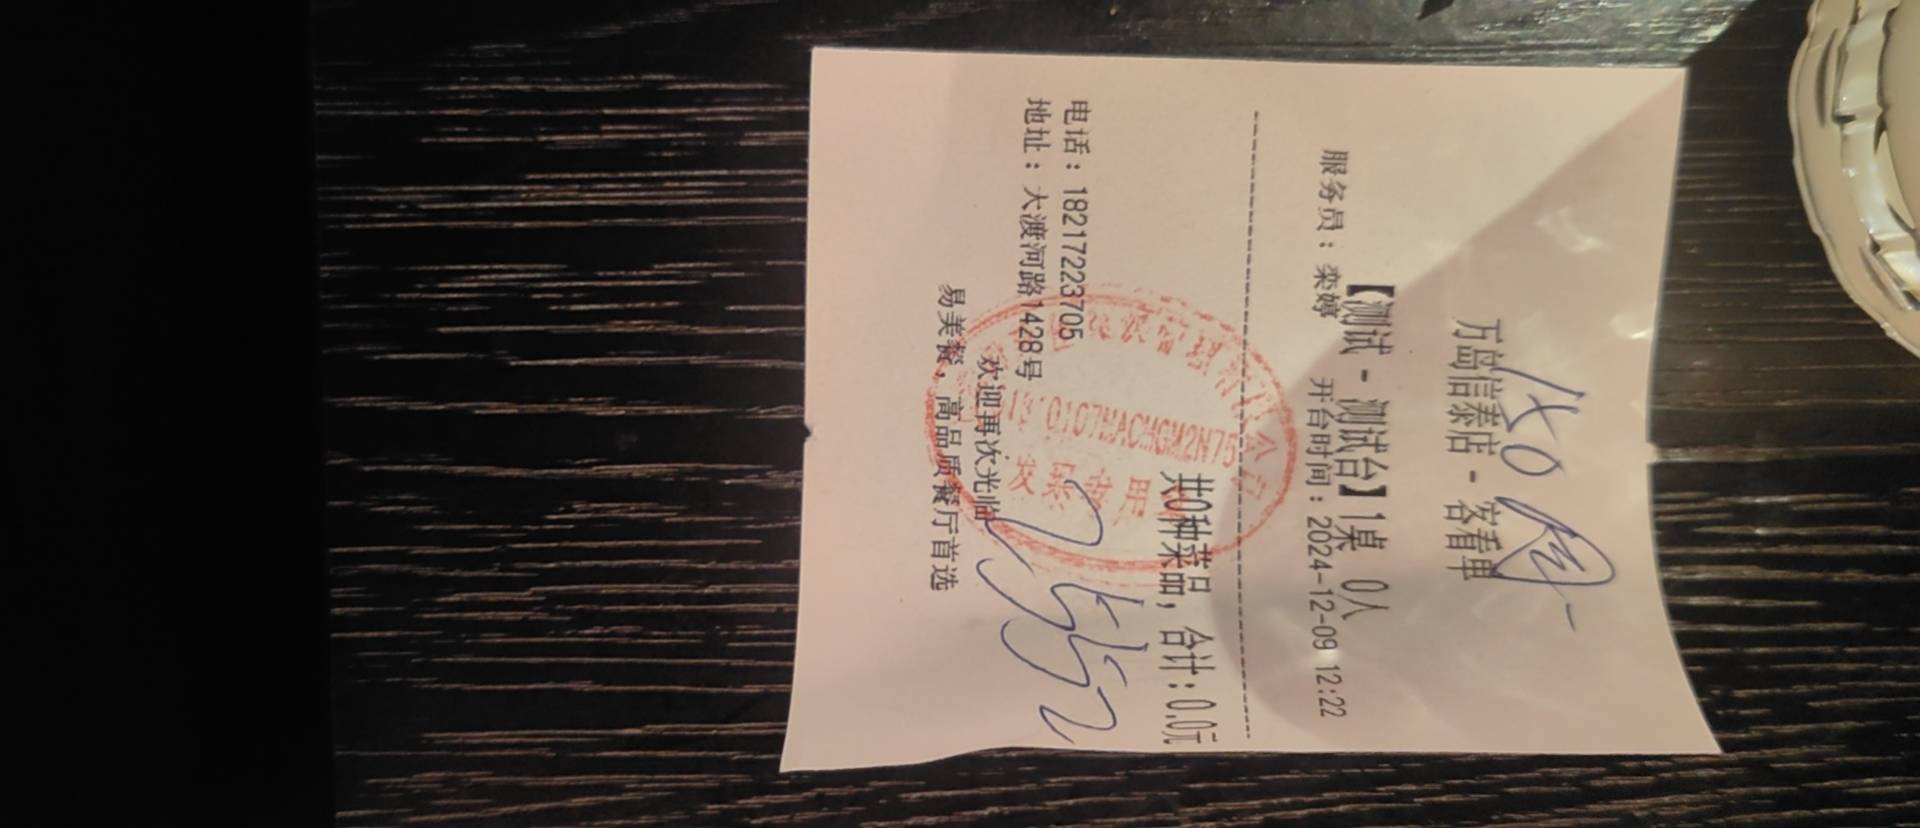 万岛信泰店 - 客看单
【测试 - 测试台】1桌 0人
服务员：栾婷 开台时间：2024-12-09 12:22
共0种菜品，合计：0.0元
电话：18217223705
地址：大渡河路1428号
欢迎再次光临
易美餐，高品质餐厅首选
发票专用